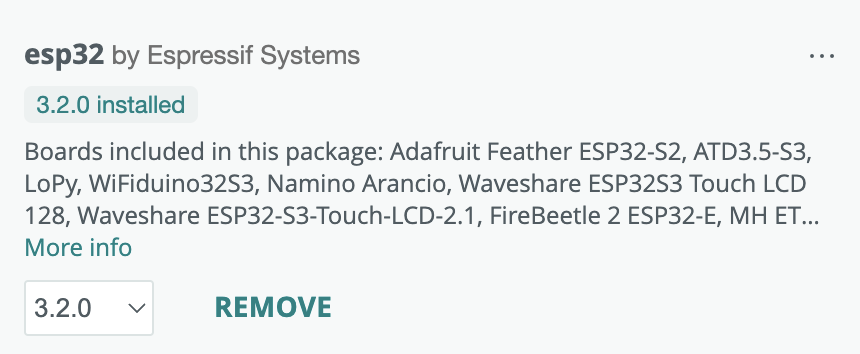 esp32 by Espressif Systems
...
3.2.0 installed
Boards included in this package: Adafruit Feather ESP32-S2, ATD3.5-S3,
LoPy, WiFiduino32S3, Namino Arancio, Waveshare ESP32S3 Touch LCD
128, Waveshare ESP32-S3-Touch-LCD-2.1, FireBeetle 2 ESP32-E, MH ET...
More info
3.2.0 REMOVE